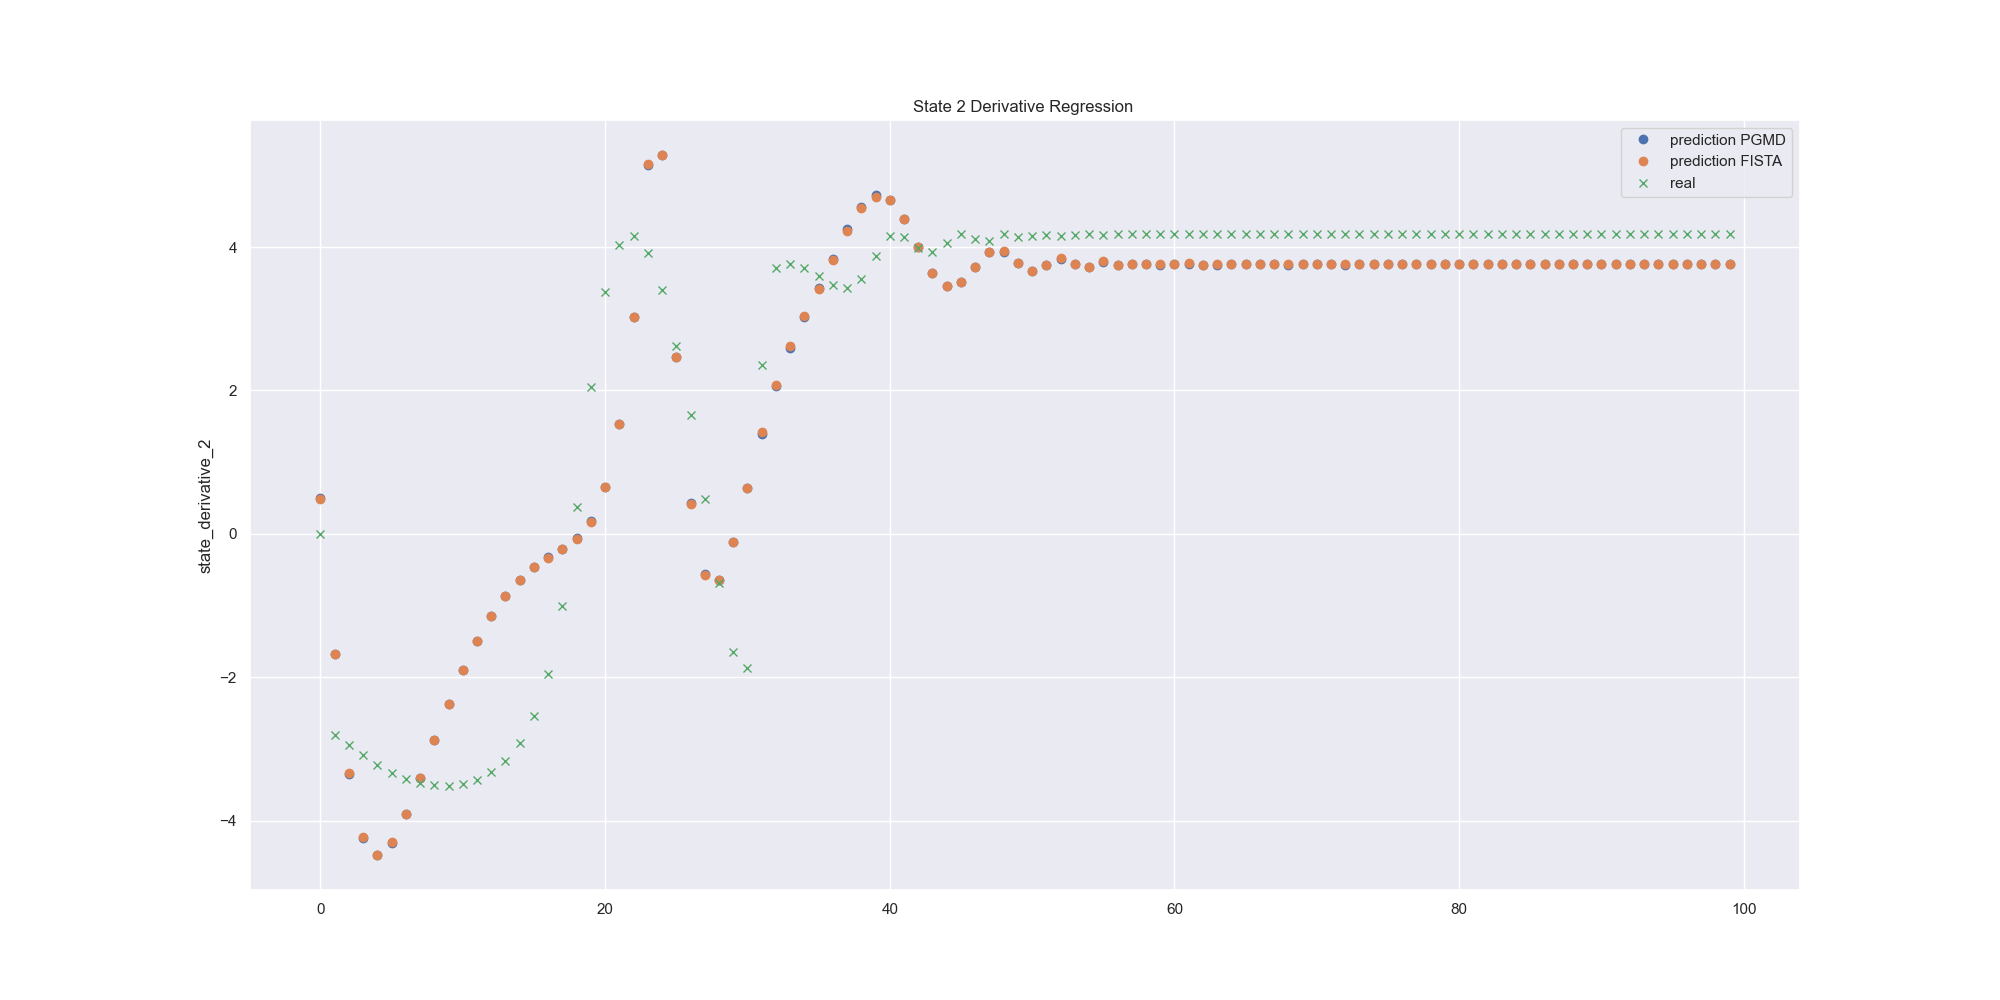 State 2 Derivative Regression
prediction PGMD
prediction FISTA
real
state_derivative_2
4
2
0
−2
−4
0
20
40
60
80
100